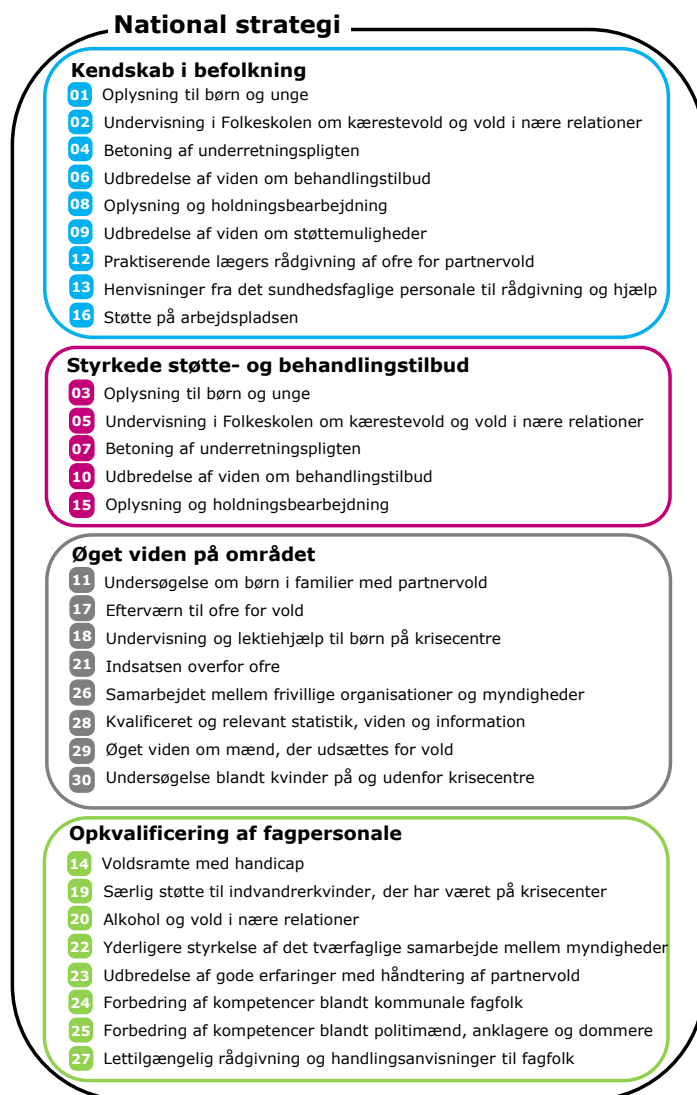 National strategi
Kendskab i befolkning
01 Oplysning til børn og unge
02 Undervisning i Folkeskolen om kærestevold og vold i nære relationer
04 Betoning af underretningspligten
06 Udbredelse af viden om behandlingstilbud
08 Oplysning og holdningsbearbejdning
09 Udbredelse af viden om støttemuligheder
12 Praktiserende lægers rådgivning af ofre for partnervold
13 Henvisninger fra det sundhedsfaglige personale til rådgivning og hjælp
16 Støtte på arbejdspladsen
Styrkede støtte- og behandlingstilbud
03 Oplysning til børn og unge
05 Undervisning i Folkeskolen om kærestevold og vold i nære relationer
07 Betoning af underretningspligten
10 Udbredelse af viden om behandlingstilbud
15 Oplysning og holdningsbearbejdning
Øget viden på området
11 Undersøgelse om børn i familier med partnervold
17 Efterværn til ofre for vold
18 Undervisning og lektiehjælp til børn på krisecentre
21 Indsatsen overfor ofre
26 Samarbejdet mellem frivillige organisationer og myndigheder
28 Kvalificeret og relevant statistik, viden og information
29 Øget viden om mænd, der udsættes for vold
30 Undersøgelse blandt kvinder på og udenfor krisecentre
Opkvalificering af fagpersonale
14 Voldsramte med handicap
19 Særlig støtte til indvandrerkvinder, der har været på krisecenter
20 Alkohol og vold i nære relationer
22 Yderligere styrkelse af det tværfaglige samarbejde mellem myndigheder
23 Udbredelse af gode erfaringer med håndtering af partnervold
24 Forbedring af kompetencer blandt kommunale fagfolk
25 Forbedring af kompetencer blandt politimænd, anklagere og dommere
27 Lettilgængelig rådgivning og handlingsanvisninger til fagfolk